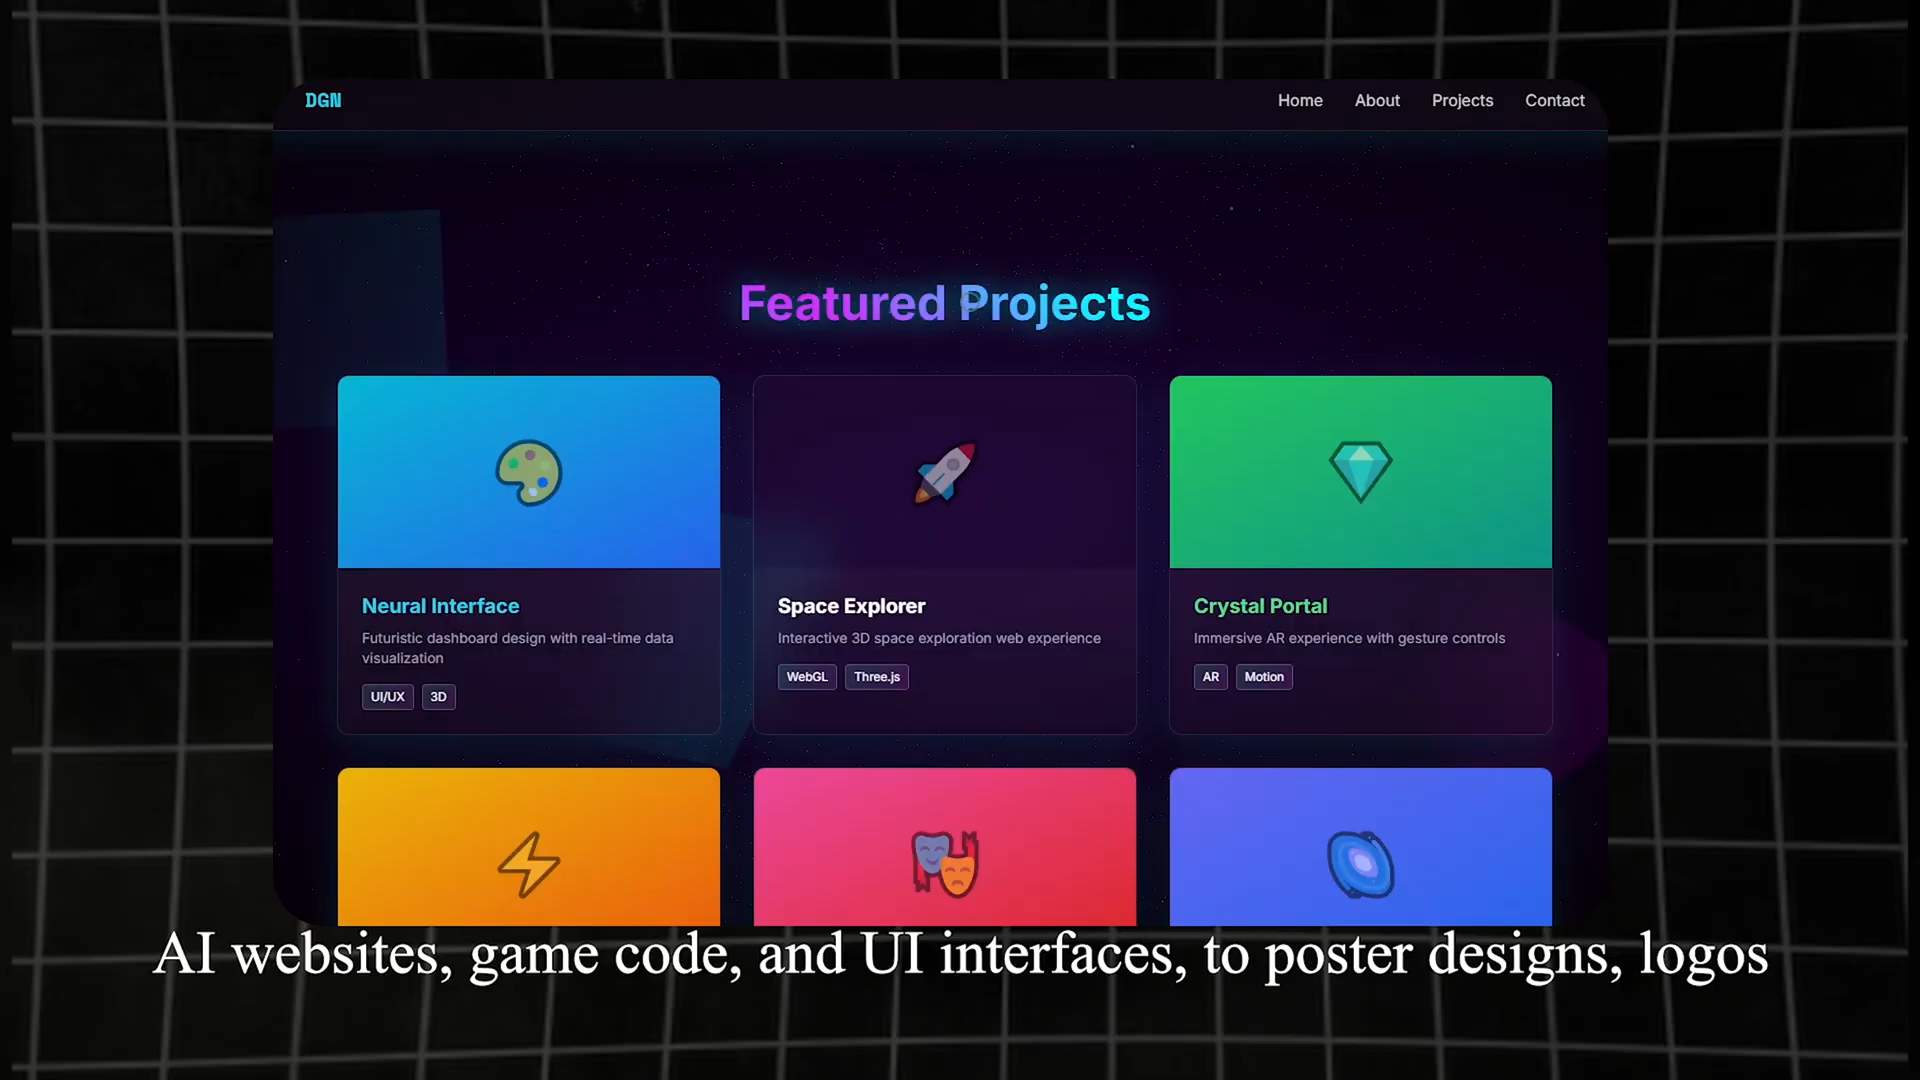 DGN
Home
About
Projects
Contact
Featured Projects
Neural Interface
Futuristic dashboard design with real-time data
visualization
UI/UX
3D
Space Explorer
Interactive 3D space exploration web experience
WebGL
Three.js
Crystal Portal
Immersive AR experience with gesture controls
AR
Motion
AI websites, game code, and UI interfaces, to poster designs, logos